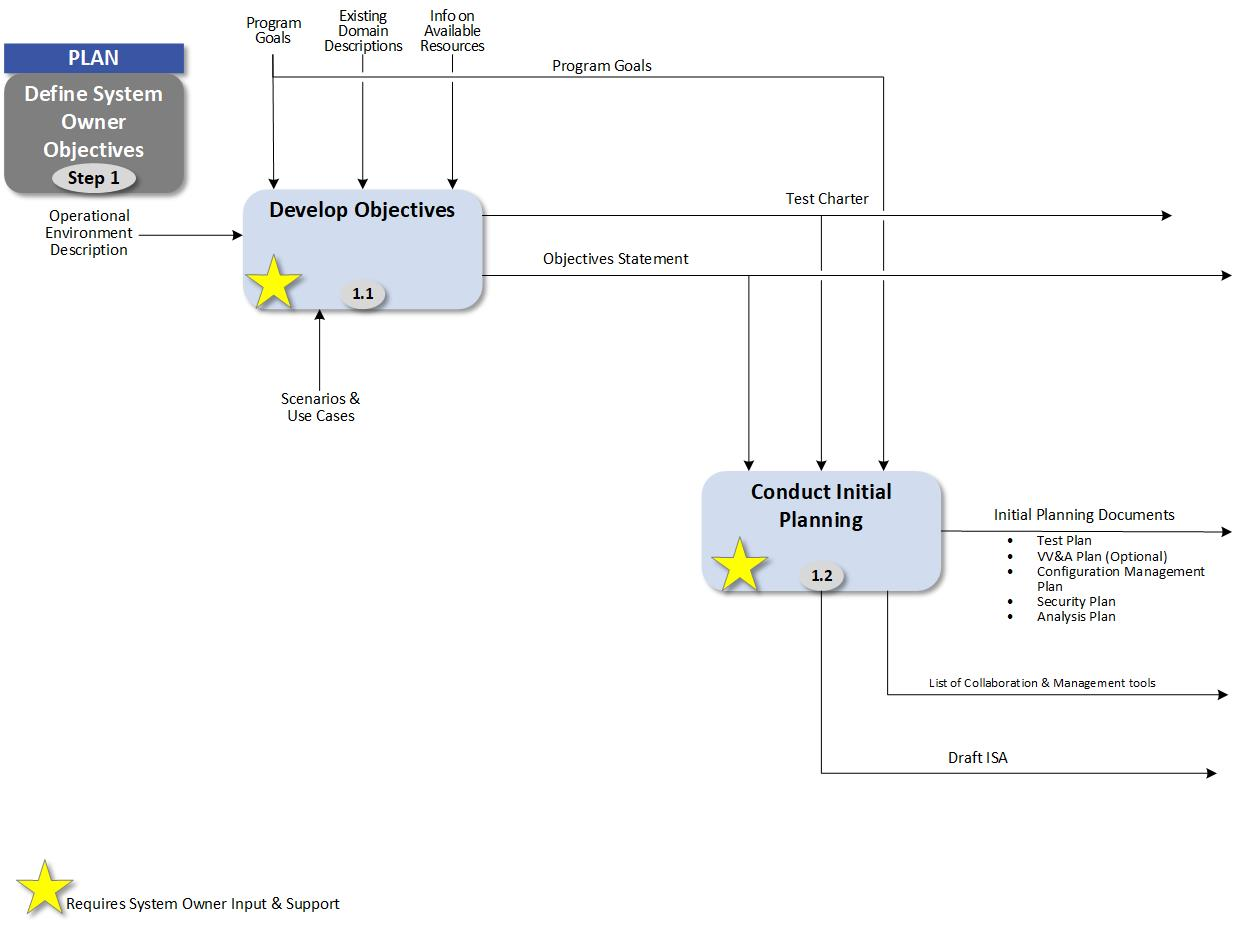 Program
Goals
Existing
Domain
Descriptions
Info on
Available
Resources
PLAN
Define System
Owner
Objectives
Step 1
Program Goals
Operational
Environment
Description
Develop Objectives
1.1
Test Charter
Objectives Statement
Scenarios &
Use Cases
Conduct Initial
Planning
1.2
Initial Planning Documents
• Test Plan
• VV&A Plan (Optional)
• Configuration Management
Plan
• Security Plan
• Analysis Plan
List of Collaboration & Management tools
Draft ISA
Requires System Owner Input & Support